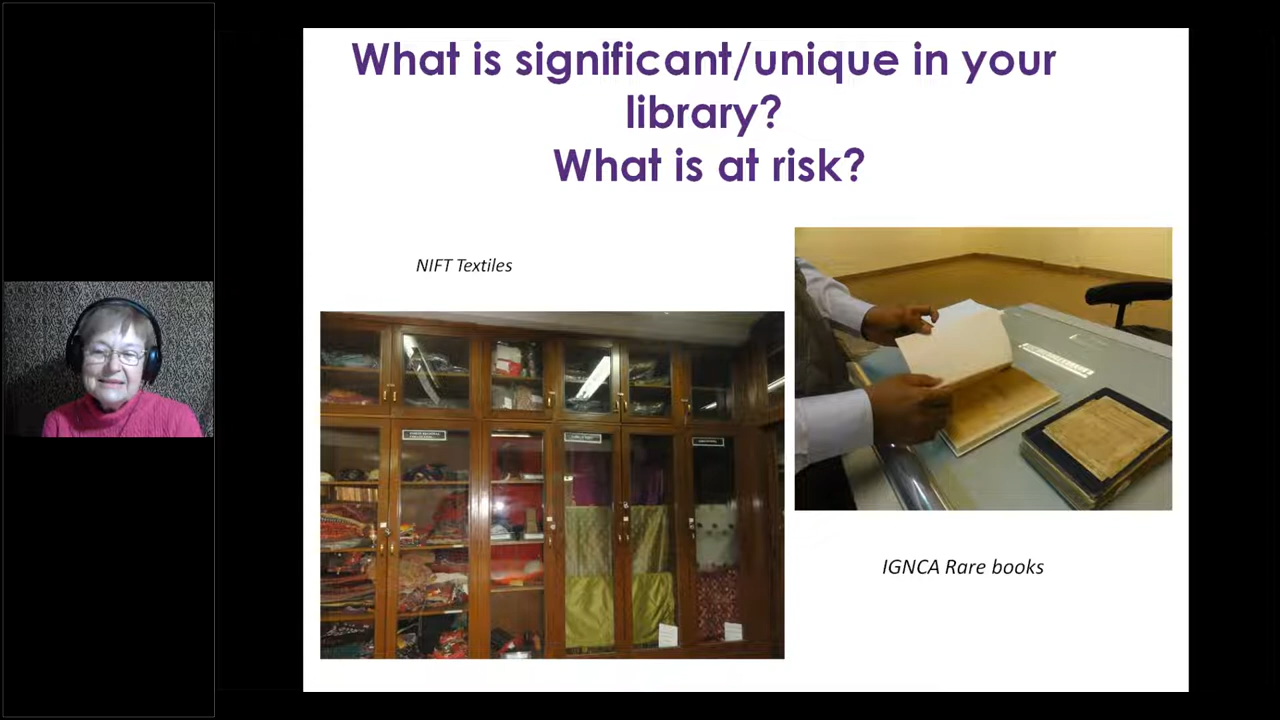 What is significant/unique in your
library?
What is at risk?
NIFT Textiles
IGNCA Rare books